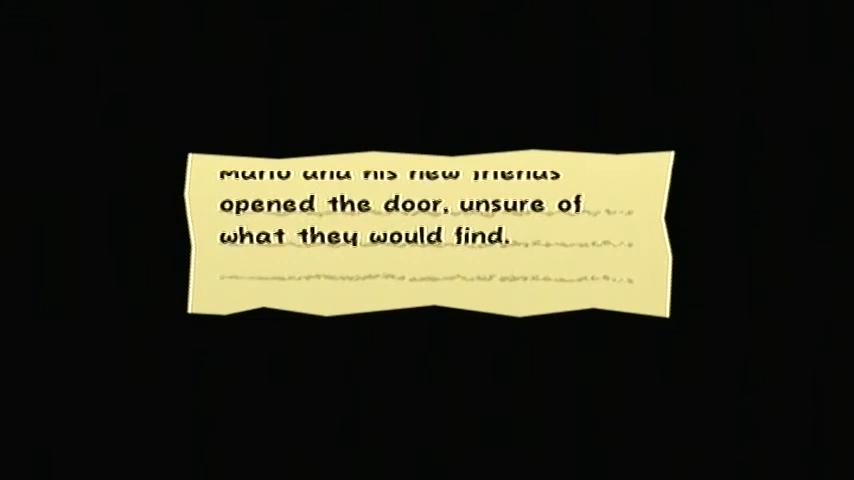 Mario and his new friends
opened the door, unsure of
what they would find.